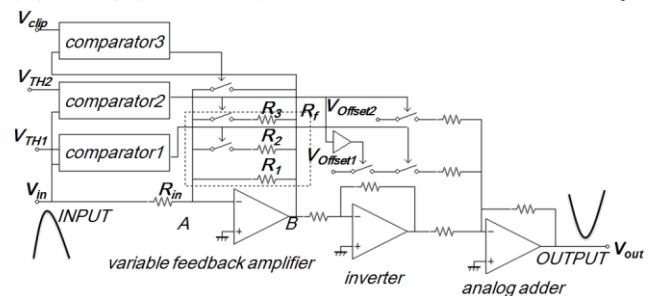 Vclip
comparator3
VTH2
comparator2
R3
Rf
VOffset2
VTH1
comparator1
R2
VOffset1
R1
Vin
Rin
INPUT
A
B
OUTPUT
Vout
variable feedback amplifier
inverter
analog adder